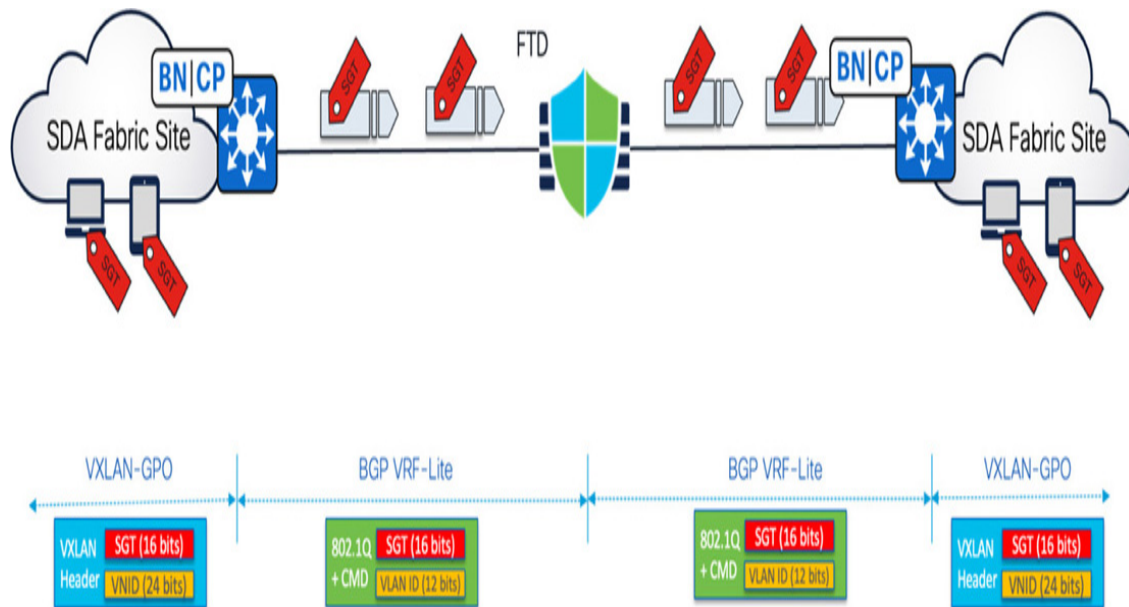 FTD
SGT
SGT
SGT
SGT
BN|CP
BN|CP
SDA Fabric Site
SDA Fabric Site
SGT
SGT
SGT
SGT
VXLAN-GPO
BGP VRF-Lite
BGP VRF-Lite
VXLAN-GPO
VXLAN
Header
SGT (16 bits)
VNID (24 bits)
802.1Q
+ CMD
SGT (16 bits)
VLAN ID (12 bits)
802.1Q
+ CMD
SGT (16 bits)
VLAN ID (12 bits)
VXLAN
Header
SGT (16 bits)
VNID (24 bits)